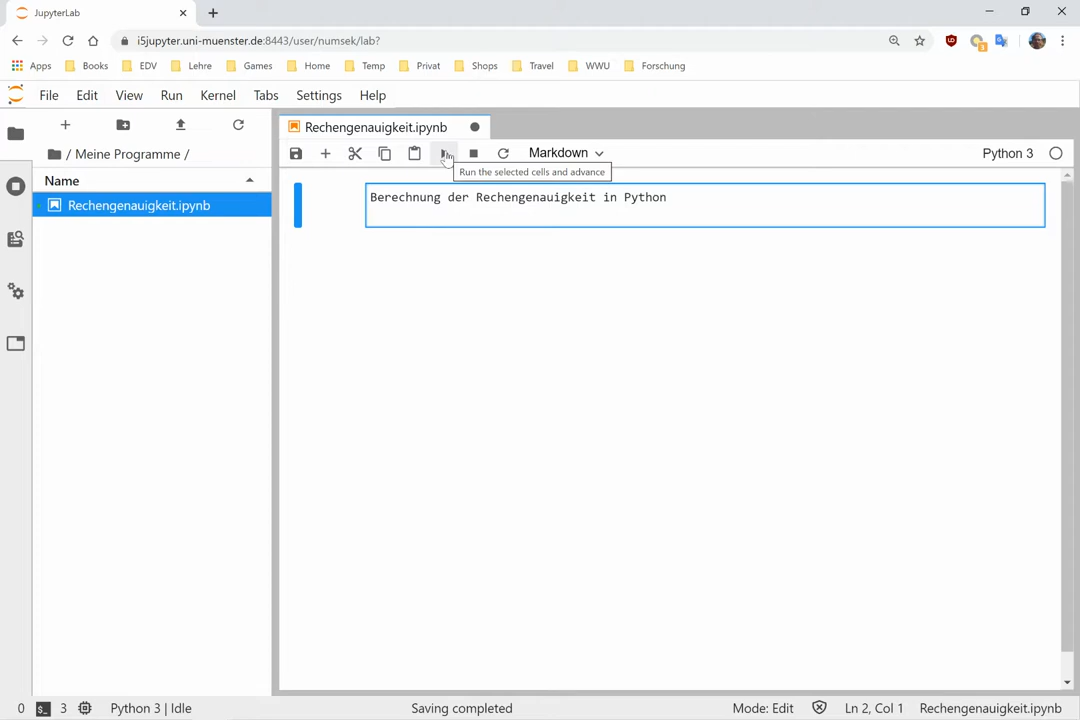 JupyterLab
i5jupyter.uni-muenster.de:8443/user/numsek/lab?
Apps Books EDV Lehre Games Home Temp Privat Shops Travel WWU Forschung
File Edit View Run Kernel Tabs Settings Help
Rechengenauigkeit.ipynb
/ Meine Programme /
Markdown
Python 3
Run the selected cells and advance
Name
Rechengenauigkeit.ipynb
Berechnung der Rechengenauigkeit in Python
0 3 Python 3 | Idle Saving completed Mode: Edit Ln 2, Col 1 Rechengenauigkeit.ipynb